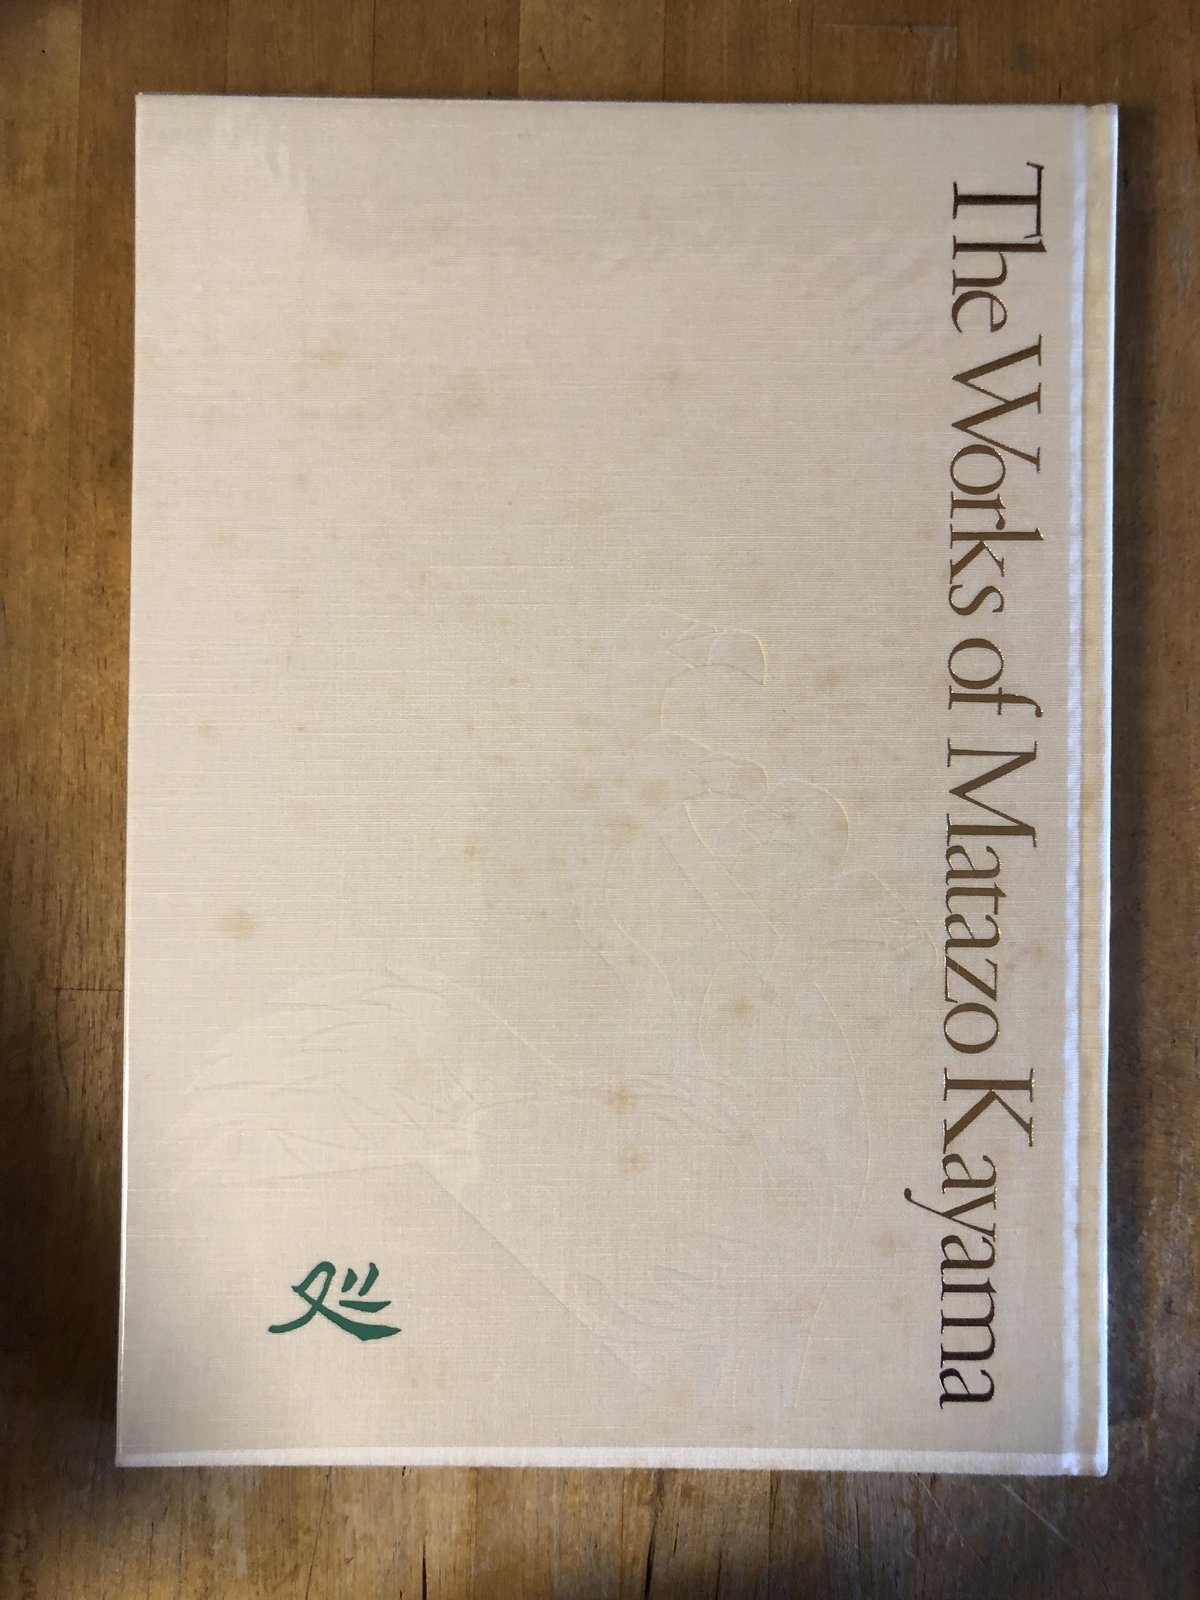 The Works of Matazo Kayama